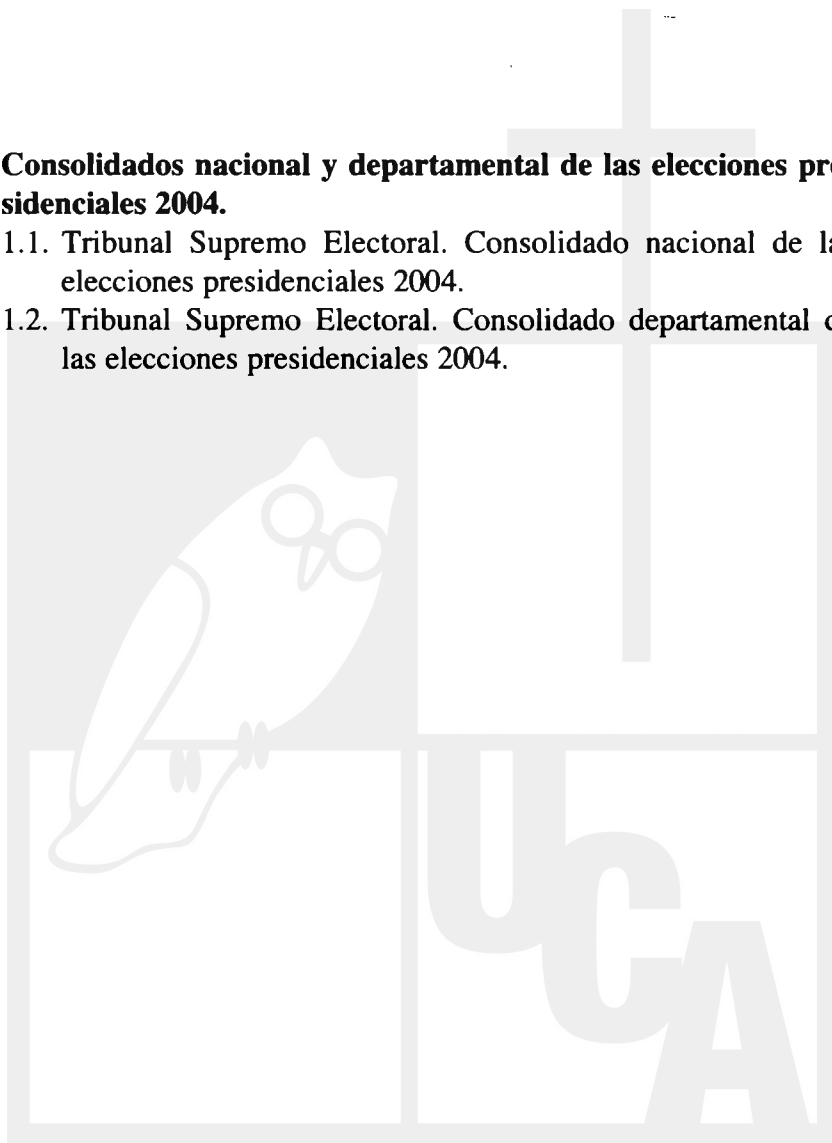 Consolidados nacional y departamental de las elecciones pre
sidenciales 2004.
1.1. Tribunal Supremo Electoral. Consolidado nacional de la
elecciones presidenciales 2004.
1.2. Tribunal Supremo Electoral. Consolidado departamental d
las elecciones presidenciales 2004.
UCA